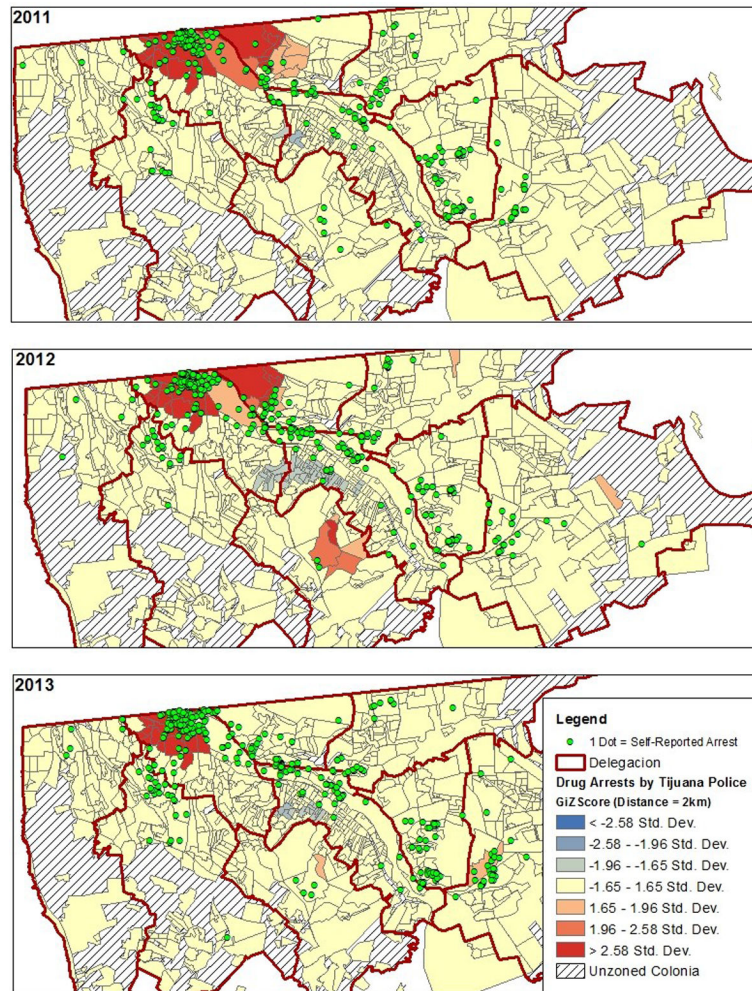 2011
2012
2013
Legend
1 Dot = Self-Reported Arrest
Delegacion
Drug Arrests by Tijuana Police
GiZScore (Distance = 2km)
< -2.58 Std. Dev.
-2.58 - -1.96 Std. Dev.
-1.96 - -1.65 Std. Dev.
-1.65 - 1.65 Std. Dev.
1.65 - 1.96 Std. Dev.
1.96 - 2.58 Std. Dev.
> 2.58 Std. Dev.
Unzoned Colonia